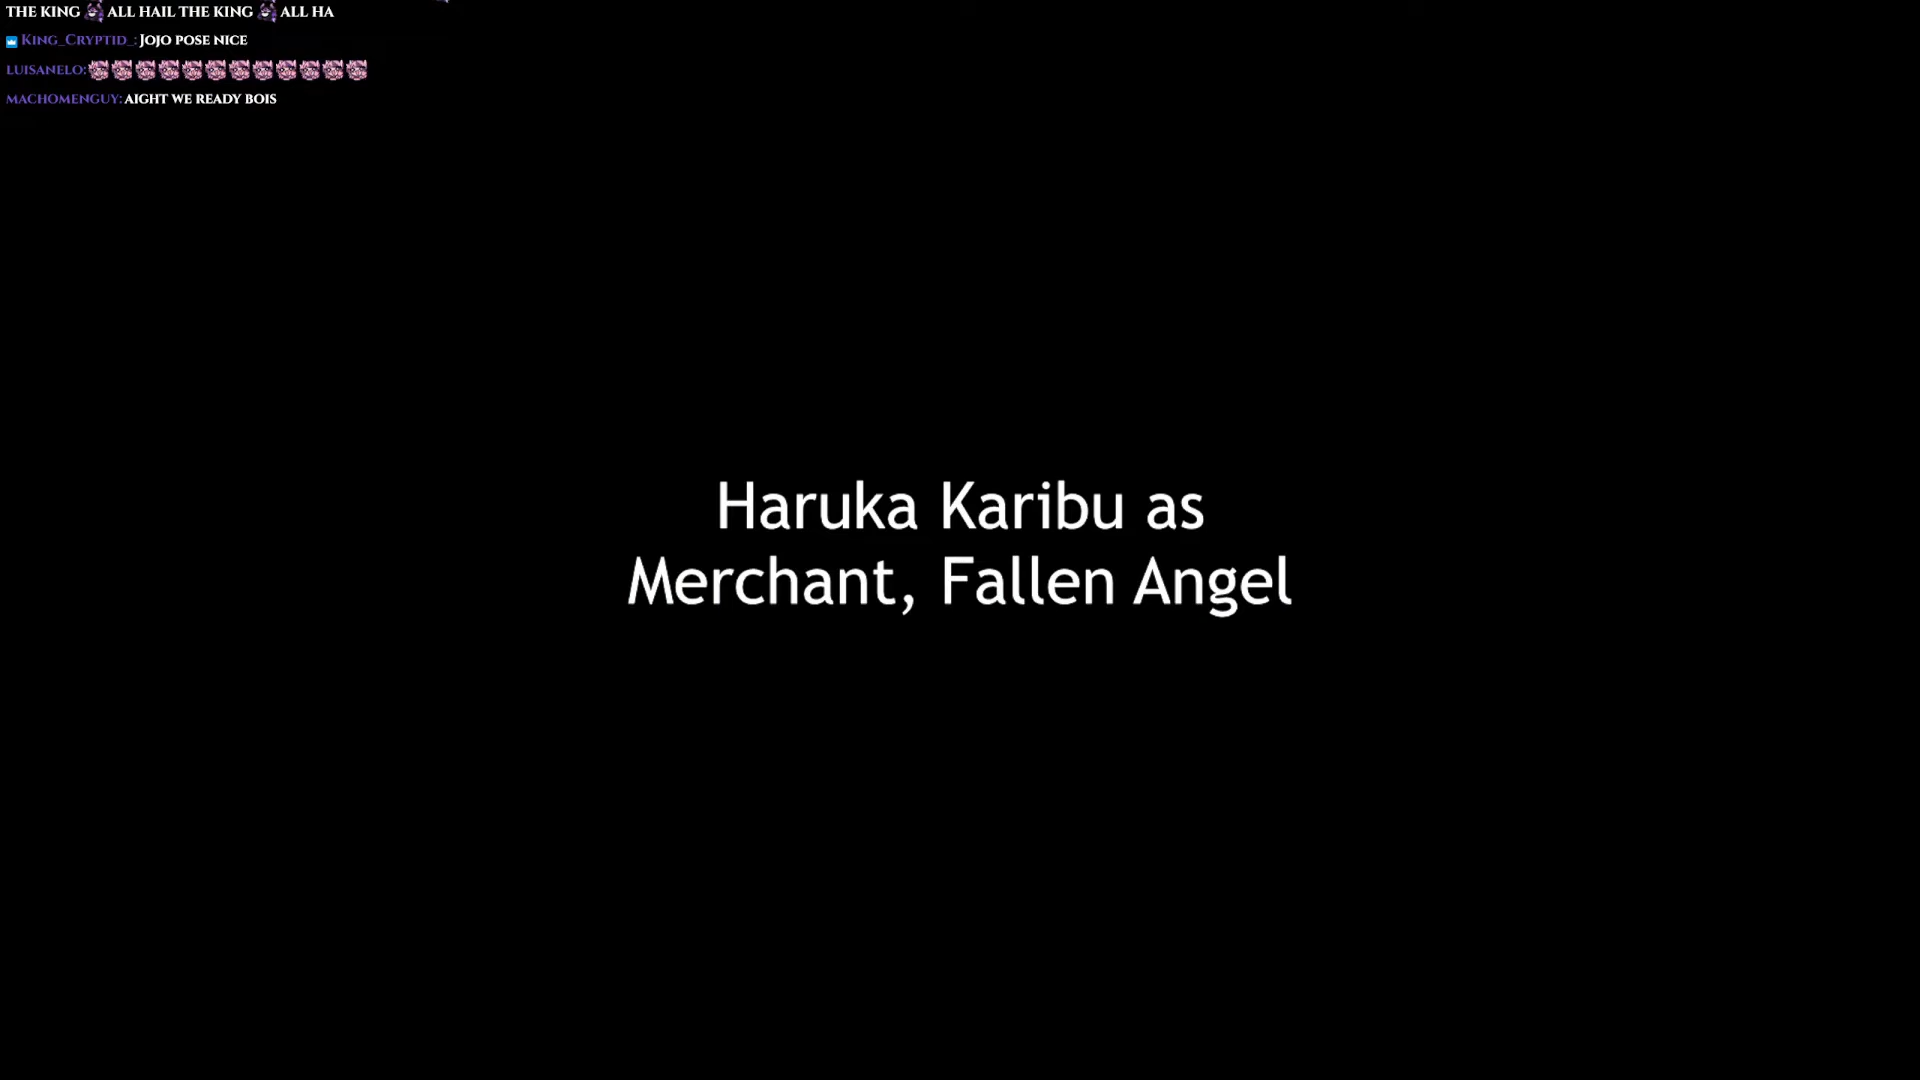 THE KING ALL HAIL THE KING ALL HA
King_Cryptid_: Jojo pose nice
luisanelo:
machomenguy: aight we ready bois
Haruka Karibu as
Merchant, Fallen Angel